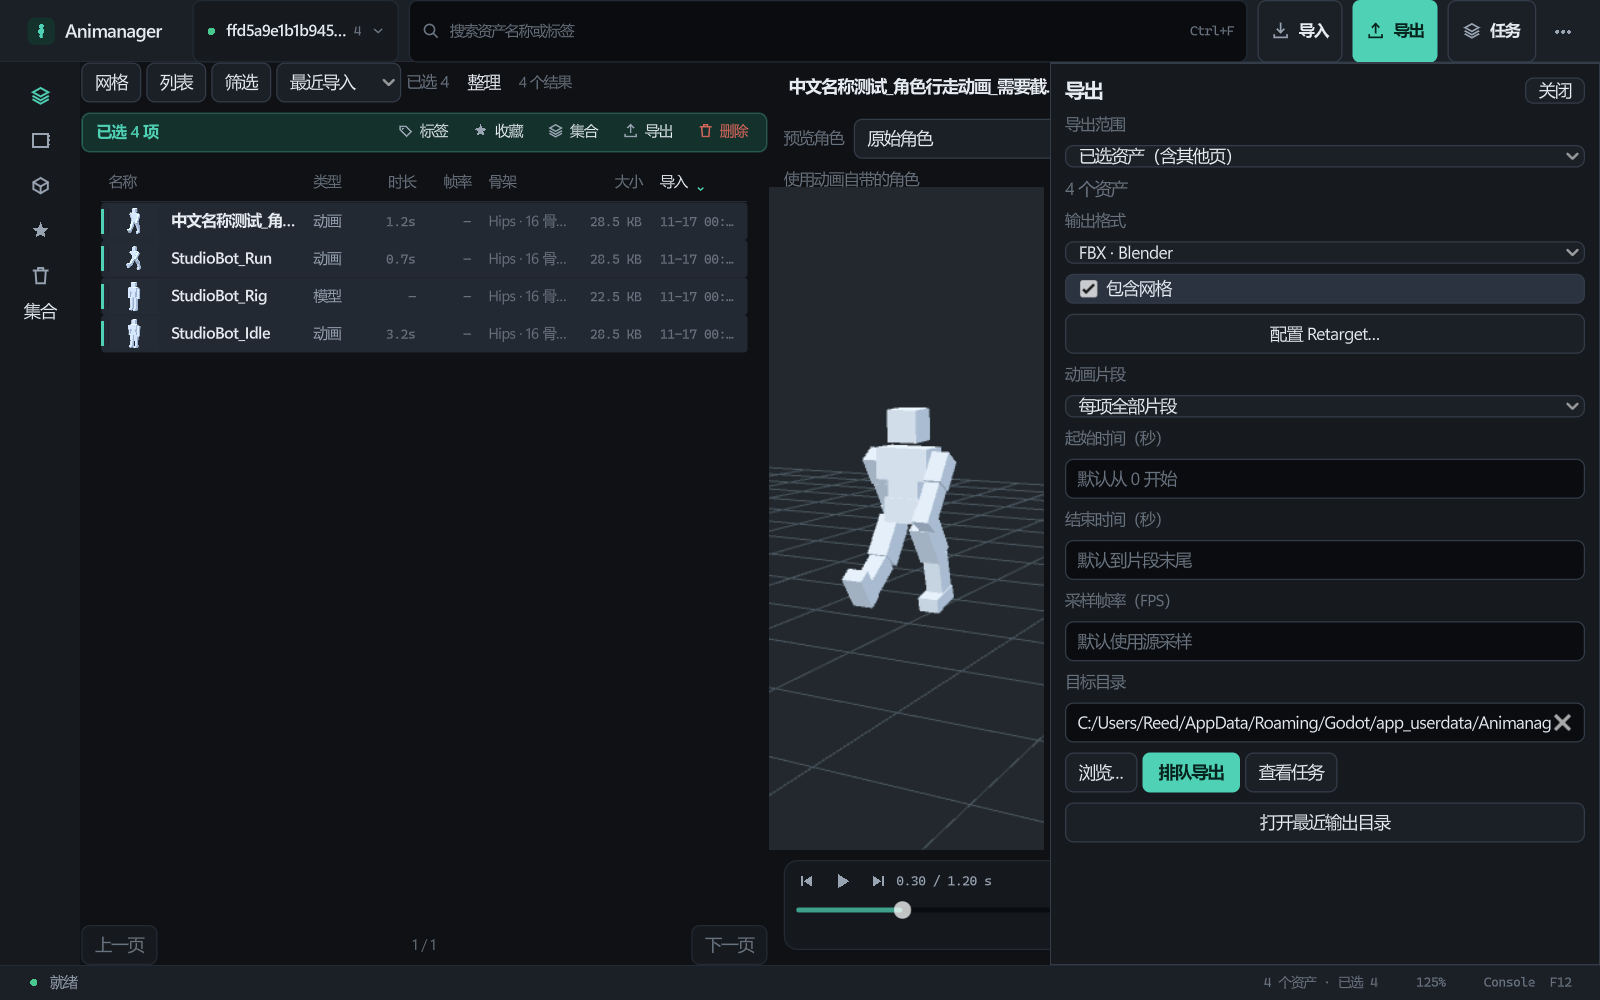 Animanager
ffd5a9e1b1b945... 4
搜索资产名称或标签 Ctrl+F
导入
导出
任务
网格 列表 筛选 最近导入 已选 4 整理 4 个结果
已选 4 项 标签 收藏 集合 导出 删除
名称 类型 时长 帧率 骨架 大小 导入
中文名称测试_角... 动画 1.2s — Hips · 16 骨... 28.5 KB 11-17 00:...
StudioBot_Run 动画 0.7s — Hips · 16 骨... 28.5 KB 11-17 00:...
StudioBot_Rig 模型 — — Hips · 16 骨... 22.5 KB 11-17 00:...
StudioBot_Idle 动画 3.2s — Hips · 16 骨... 28.5 KB 11-17 00:...
集合
上一页 1 / 1 下一页
中文名称测试_角色行走动画_需要截
预览角色 原始角色
使用动画自带的角色
0.30 / 1.20 s
导出 关闭
导出范围
已选资产（含其他页）
4 个资产
输出格式
FBX · Blender
包含网格
配置 Retarget...
动画片段
每项全部片段
起始时间（秒）
默认从 0 开始
结束时间（秒）
默认到片段末尾
采样帧率（FPS）
默认使用源采样
目标目录
C:/Users/Reed/AppData/Roaming/Godot/app_userdata/Animanag
浏览... 排队导出 查看任务
打开最近输出目录
就绪 4 个资产 · 已选 4 125% Console F12